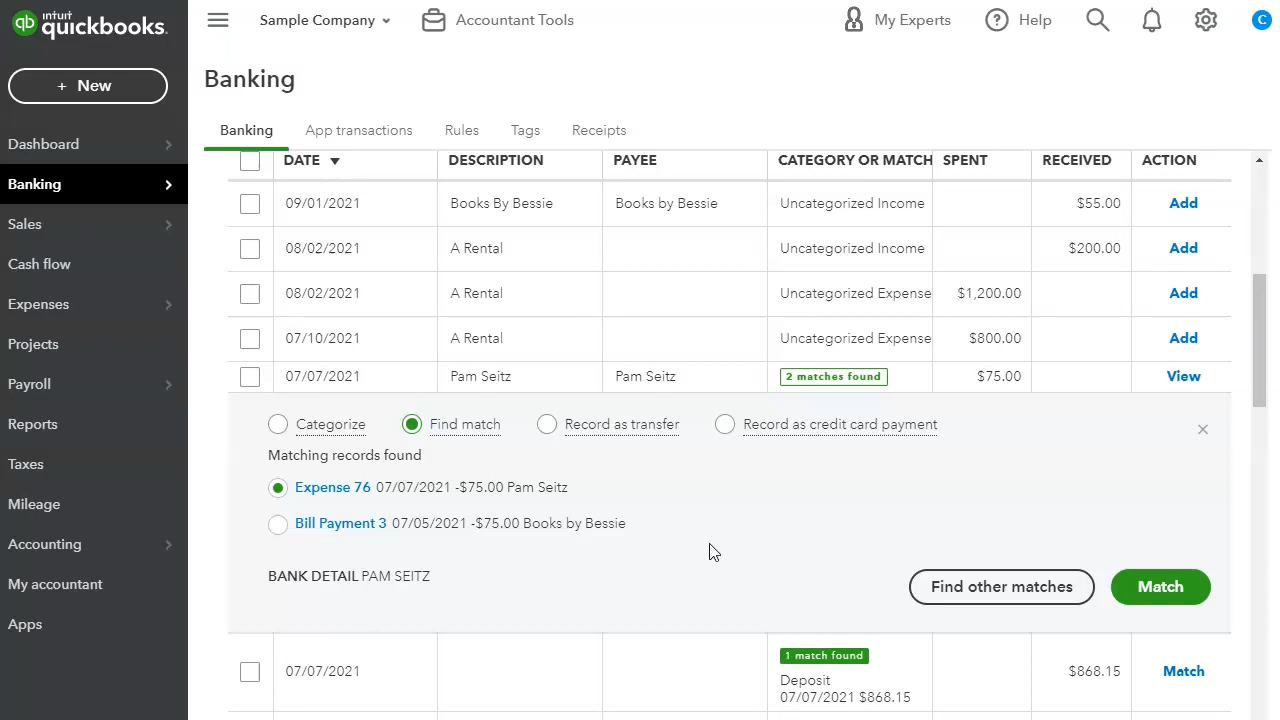 intuit
quickbooks.
Sample Company
Accountant Tools
My Experts
Help
C
+ New
Dashboard
Banking
Sales
Cash flow
Expenses
Projects
Payroll
Reports
Taxes
Mileage
Accounting
My accountant
Apps
Banking
Banking App transactions Rules Tags Receipts
DATE ▼ DESCRIPTION PAYEE CATEGORY OR MATCH SPENT RECEIVED ACTION
09/01/2021 Books By Bessie Books by Bessie Uncategorized Income $55.00 Add
08/02/2021 A Rental Uncategorized Income $200.00 Add
08/02/2021 A Rental Uncategorized Expense $1,200.00 Add
07/10/2021 A Rental Uncategorized Expense $800.00 Add
07/07/2021 Pam Seitz Pam Seitz 2 matches found $75.00 View
Categorize Find match Record as transfer Record as credit card payment
Matching records found
Expense 76 07/07/2021 -$75.00 Pam Seitz
Bill Payment 3 07/05/2021 -$75.00 Books by Bessie
BANK DETAIL PAM SEITZ
Find other matches Match
1 match found
07/07/2021 $868.15 Match
Deposit
07/07/2021 $868.15